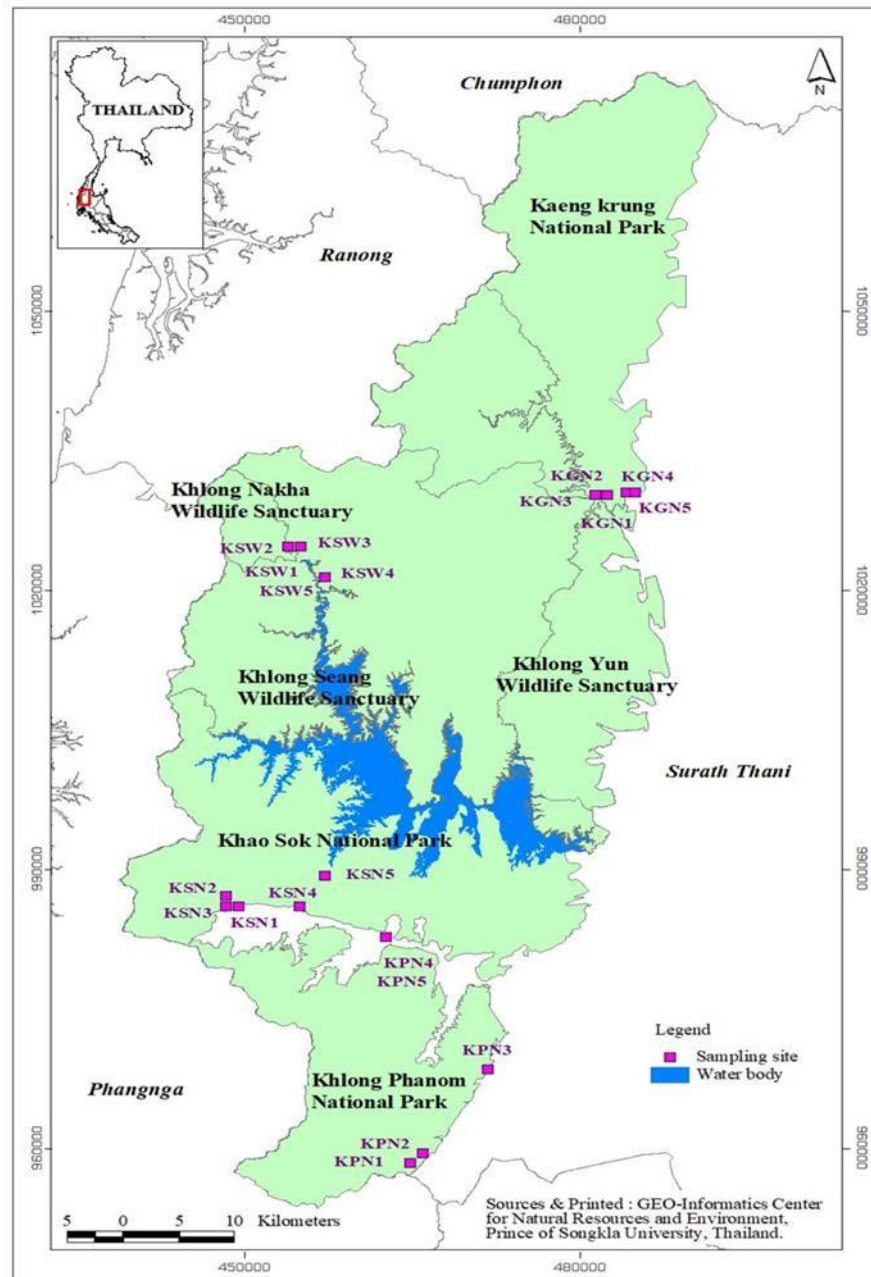 450000
480000
THAILAND
Chumphon
N
Kaeng krung
National Park
Ranong
1050000
1050000
KGN2
KGN4
KGN3
KGN5
KGN1
Khlong Nakha
Wildlife Sanctuary
KSW2
KSW3
KSW1
KSW4
KSW5
1020000
1020000
Khlong Seang
Wildlife Sanctuary
Khlong Yun
Wildlife Sanctuary
Surath Thani
Khao Sok National Park
990000
990000
KSN2
KSN4
KSN5
KSN3
KSN1
KPN4
KPN5
Legend
Sampling site
Water body
KPN3
Khlong Phanom
National Park
Phangnga
KPN2
KPN1
960000
960000
5 0 5 10 Kilometers
Sources & Printed : GEO-Informatics Center
for Natural Resources and Environment,
Prince of Songkla University, Thailand.
450000
480000